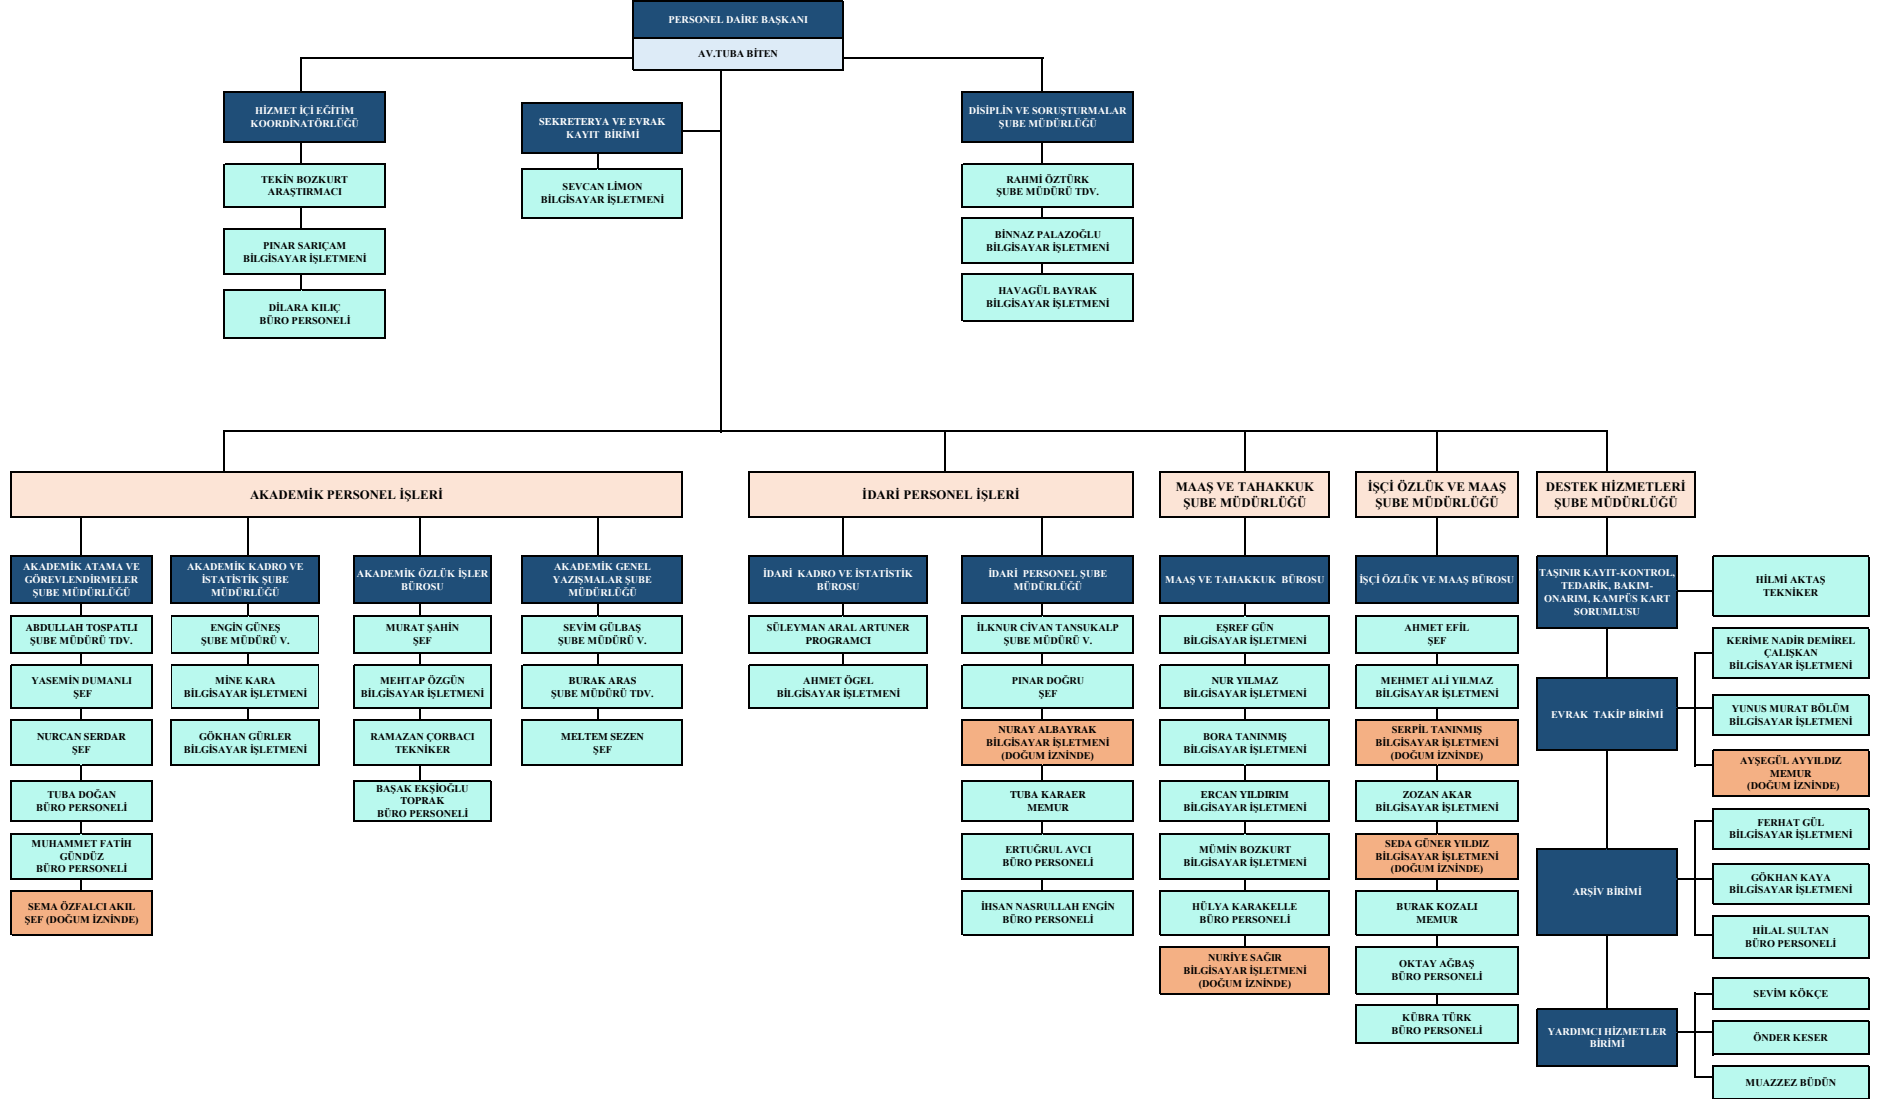 PERSONEL DAİRE BAŞKANI
AV.TUBA BİTEN
HİZMET İÇİ EĞİTİM
KOORDİNATÖRLÜĞÜ
TEKİN BOZKURT
ARAŞTIRMACI
PINAR SARIÇAM
BİLGİSAYAR İŞLETMENİ
DİLARA KILIÇ
BÜRO PERSONELİ
SEKRETERYA VE EVRAK
KAYIT BİRİMİ
SEVCAN LİMON
BİLGİSAYAR İŞLETMENİ
DİSİPLİN VE SORUŞTURMALAR
ŞUBE MÜDÜRLÜĞÜ
RAHMİ ÖZTÜRK
ŞUBE MÜDÜRÜ TDV.
BİNNAZ PALAZOĞLU
BİLGİSAYAR İŞLETMENİ
HAVAGÜL BAYRAK
BİLGİSAYAR İŞLETMENİ
AKADEMİK PERSONEL İŞLERİ
AKADEMİK ATAMA VE
GÖREVLENDİRMELER
ŞUBE MÜDÜRLÜĞÜ
ABDULLAH TOSPATLI
ŞUBE MÜDÜRÜ TDV.
YASEMİN DUMANLI
ŞEF
NURCAN SERDAR
ŞEF
TUBA DOĞAN
BÜRO PERSONELİ
MUHAMMET FATİH
GÜNDÜZ
BÜRO PERSONELİ
SEMA ÖZFALCI AKIL
ŞEF (DOĞUM İZNİNDE)
AKADEMİK KADRO VE
İSTATİSTİK ŞUBE
MÜDÜRLÜĞÜ
ENGİN GÜNEŞ
ŞUBE MÜDÜRÜ V.
MİNE KARA
BİLGİSAYAR İŞLETMENİ
GÖKHAN GÜRLER
BİLGİSAYAR İŞLETMENİ
AKADEMİK ÖZLÜK İŞLER
BÜROSU
MURAT ŞAHİN
ŞEF
MEHTAP ÖZGÜN
BİLGİSAYAR İŞLETMENİ
RAMAZAN ÇORBACI
TEKNİKER
BAŞAK EKŞİOĞLU
TOPRAK
BÜRO PERSONELİ
AKADEMİK GENEL
YAZIŞMALAR ŞUBE
MÜDÜRLÜĞÜ
SEVİM GÜLBAŞ
ŞUBE MÜDÜRÜ V.
BURAK ARAS
ŞUBE MÜDÜRÜ TDV.
MELTEM SEZEN
ŞEF
İDARİ PERSONEL İŞLERİ
İDARİ  KADRO VE İSTATİSTİK
BÜROSU
SÜLEYMAN ARAL ARTUNER
PROGRAMCI
AHMET ÖGEL
BİLGİSAYAR İŞLETMENİ
İDARİ PERSONEL ŞUBE
MÜDÜRLÜĞÜ
İLKNUR CİVAN TANSUKALP
ŞUBE MÜDÜRÜ V.
PINAR DOĞRU
ŞEF
NURAY ALBAYRAK
BİLGİSAYAR İŞLETMENİ
(DOĞUM İZNİNDE)
TUBA KARAER
MEMUR
ERTUĞRUL AVCI
BÜRO PERSONELİ
İHSAN NASRULLAH ENGİN
BÜRO PERSONELİ
MAAŞ VE TAHAKKUK
ŞUBE MÜDÜRLÜĞÜ
MAAŞ VE TAHAKKUK  BÜROSU
EŞREF GÜN
BİLGİSAYAR İŞLETMENİ
NUR YILMAZ
BİLGİSAYAR İŞLETMENİ
BORA TANINMIŞ
BİLGİSAYAR İŞLETMENİ
ERCAN YILDIRIM
BİLGİSAYAR İŞLETMENİ
MÜMİN BOZKURT
BİLGİSAYAR İŞLETMENİ
HÜLYA KARAKELLE
BÜRO PERSONELİ
NURİYE SAĞIR
BİLGİSAYAR İŞLETMENİ
(DOĞUM İZNİNDE)
İŞÇİ ÖZLÜK VE MAAŞ
ŞUBE MÜDÜRLÜĞÜ
İŞÇİ ÖZLÜK VE MAAŞ BÜROSU
AHMET EFİL
ŞEF
MEHMET ALİ YILMAZ
BİLGİSAYAR İŞLETMENİ
SERPİL TANINMIŞ
BİLGİSAYAR İŞLETMENİ
(DOĞUM İZNİNDE)
ZOZAN AKAR
BİLGİSAYAR İŞLETMENİ
SEDA GÜNER YILDIZ
BİLGİSAYAR İŞLETMENİ
(DOĞUM İZNİNDE)
BURAK KOZALI
MEMUR
OKTAY AĞBAŞ
BÜRO PERSONELİ
KÜBRA TÜRK
BÜRO PERSONELİ
DESTEK HİZMETLERİ
ŞUBE MÜDÜRLÜĞÜ
TAŞINIR KAYIT-KONTROL,
TEDARİK, BAKIM-
ONARIM, KAMPÜS KART
SORUMLUSU
HİLMİ AKTAŞ
TEKNİKER
EVRAK  TAKİP BİRİMİ
KERİME NADİR DEMİREL
ÇALIŞKAN
BİLGİSAYAR İŞLETMENİ
YUNUS MURAT BÖLÜM
BİLGİSAYAR İŞLETMENİ
AYŞEGÜL AYYILDIZ
MEMUR
(DOĞUM İZNİNDE)
ARŞİV BİRİMİ
FERHAT GÜL
BİLGİSAYAR İŞLETMENİ
GÖKHAN KAYA
BİLGİSAYAR İŞLETMENİ
HİLAL SULTAN
BÜRO PERSONELİ
YARDIMCI HİZMETLER
BİRİMİ
SEVİM KÖKÇE
ÖNDER KESER
MUAZZEZ BÜDÜN